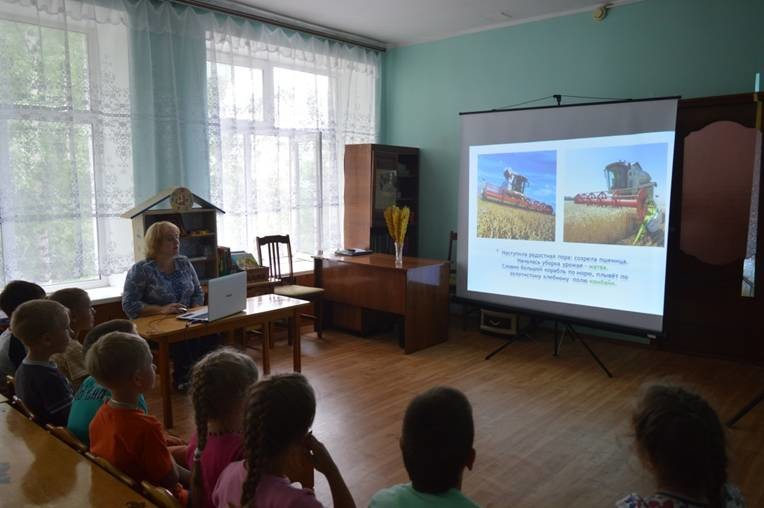 Наступила радостная пора: созрела пшеница.
Началась уборка урожая - жатва.
Словно большой корабль по морю, плывёт по
золотистому хлебному полю комбайн.